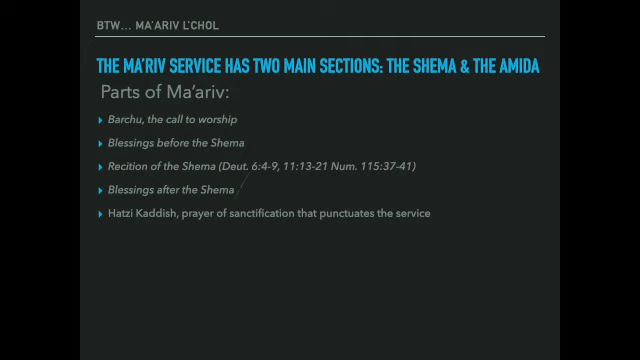 BTW… MA'ARIV L'CHOL
THE MA'RIV SERVICE HAS TWO MAIN SECTIONS: THE SHEMA & THE AMIDA
Parts of Ma'ariv:
Barchu, the call to worship
Blessings before the Shema
Recition of the Shema (Deut. 6:4-9, 11:13-21 Num. 115:37-41)
Blessings after the Shema
Hatzi Kaddish, prayer of sanctification that punctuates the service